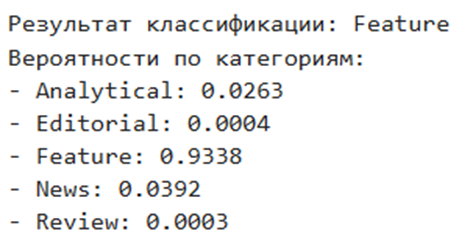 Результат классификации: Feature
Вероятности по категориям:
- Analytical: 0.0263
- Editorial: 0.0004
- Feature: 0.9338
- News: 0.0392
- Review: 0.0003